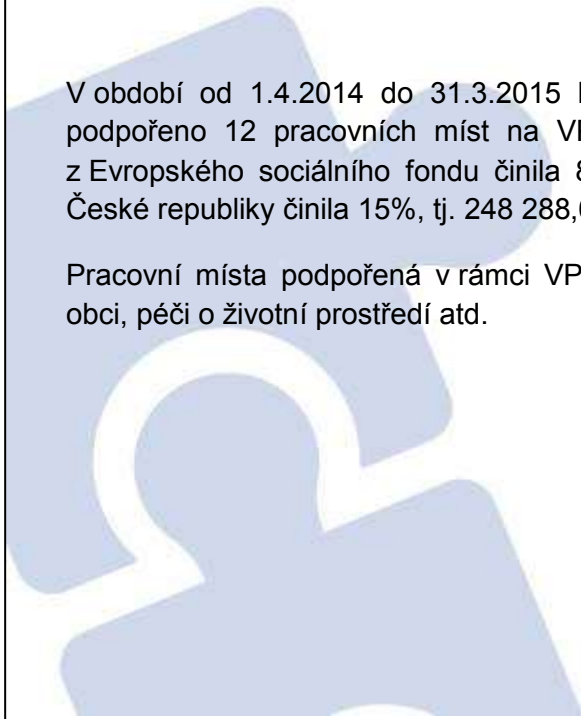 V období od 1.4.2014 do 31.3.2015
podpořeno 12 pracovních míst na
z Evropského sociálního fondu činila
České republiky činila 15%, tj. 248 288,
Pracovní místa podpořená v rámci VP
obci, péči o životní prostředí atd.